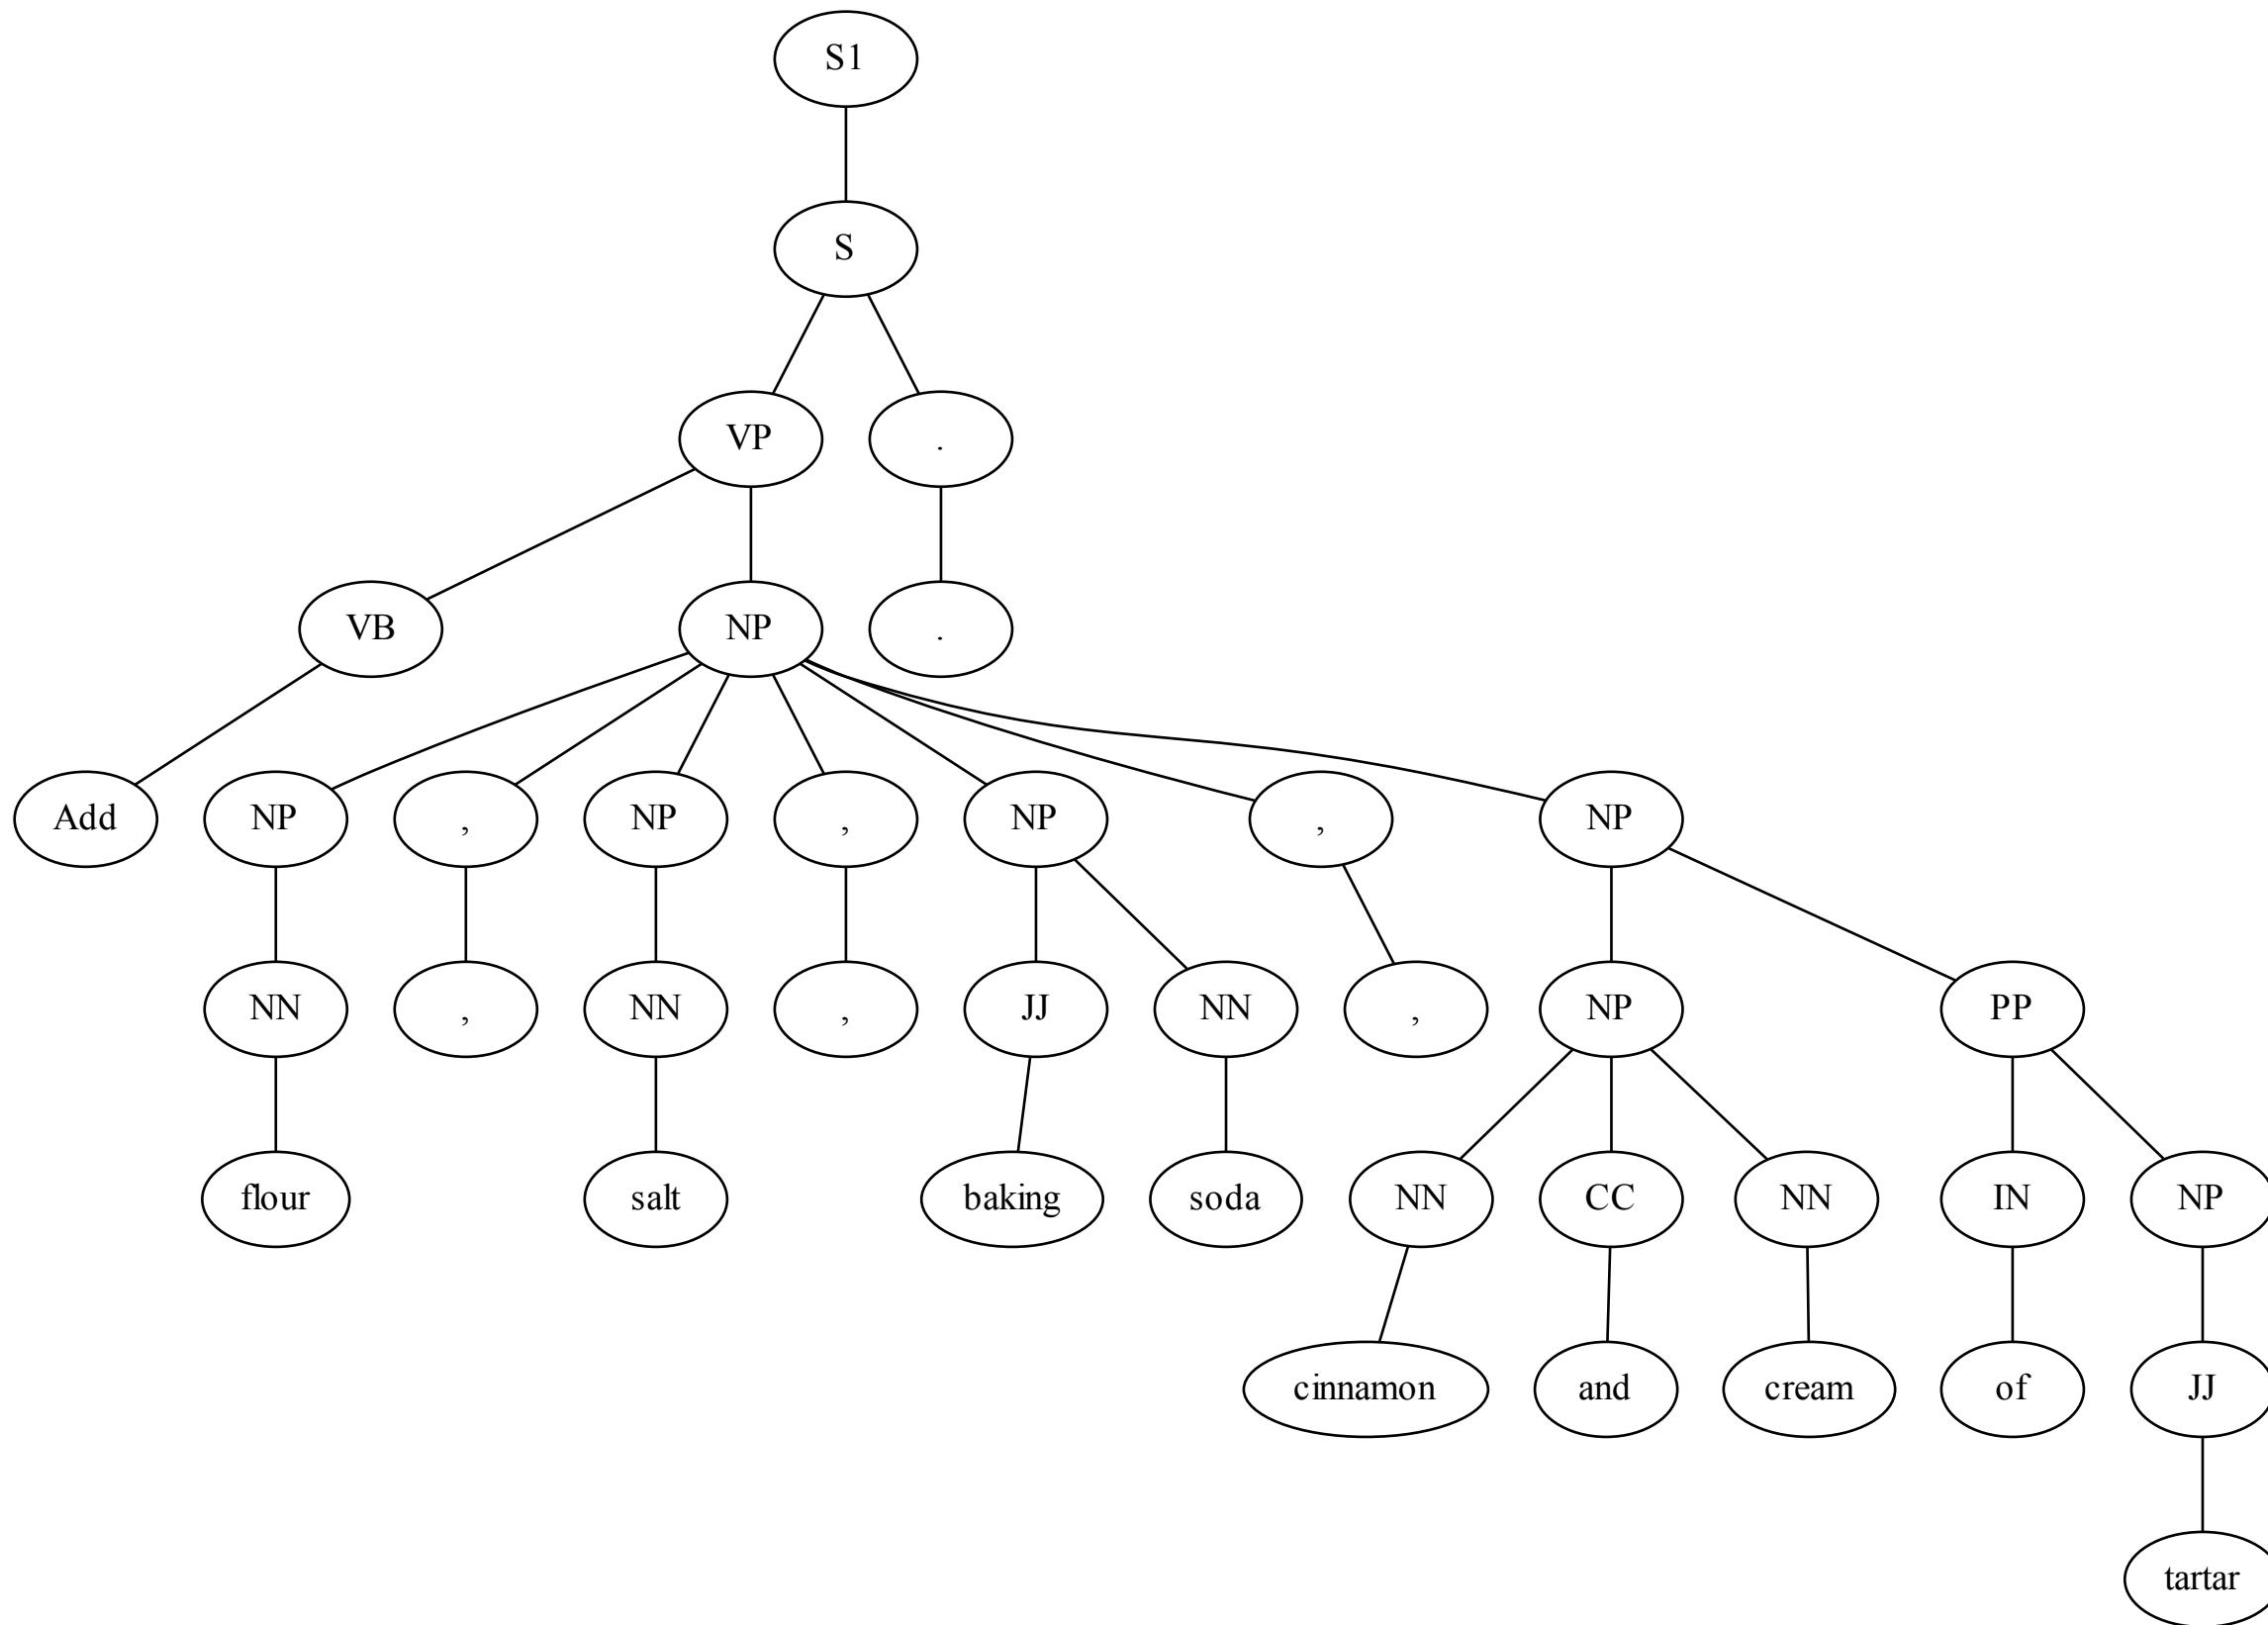 S1
S
VP .
VB NP .
Add NP , NP , NP , NP
NN , NN , JJ NN , NP PP
flour salt baking soda NN CC NN IN NP
cinnamon and cream of JJ
tartar